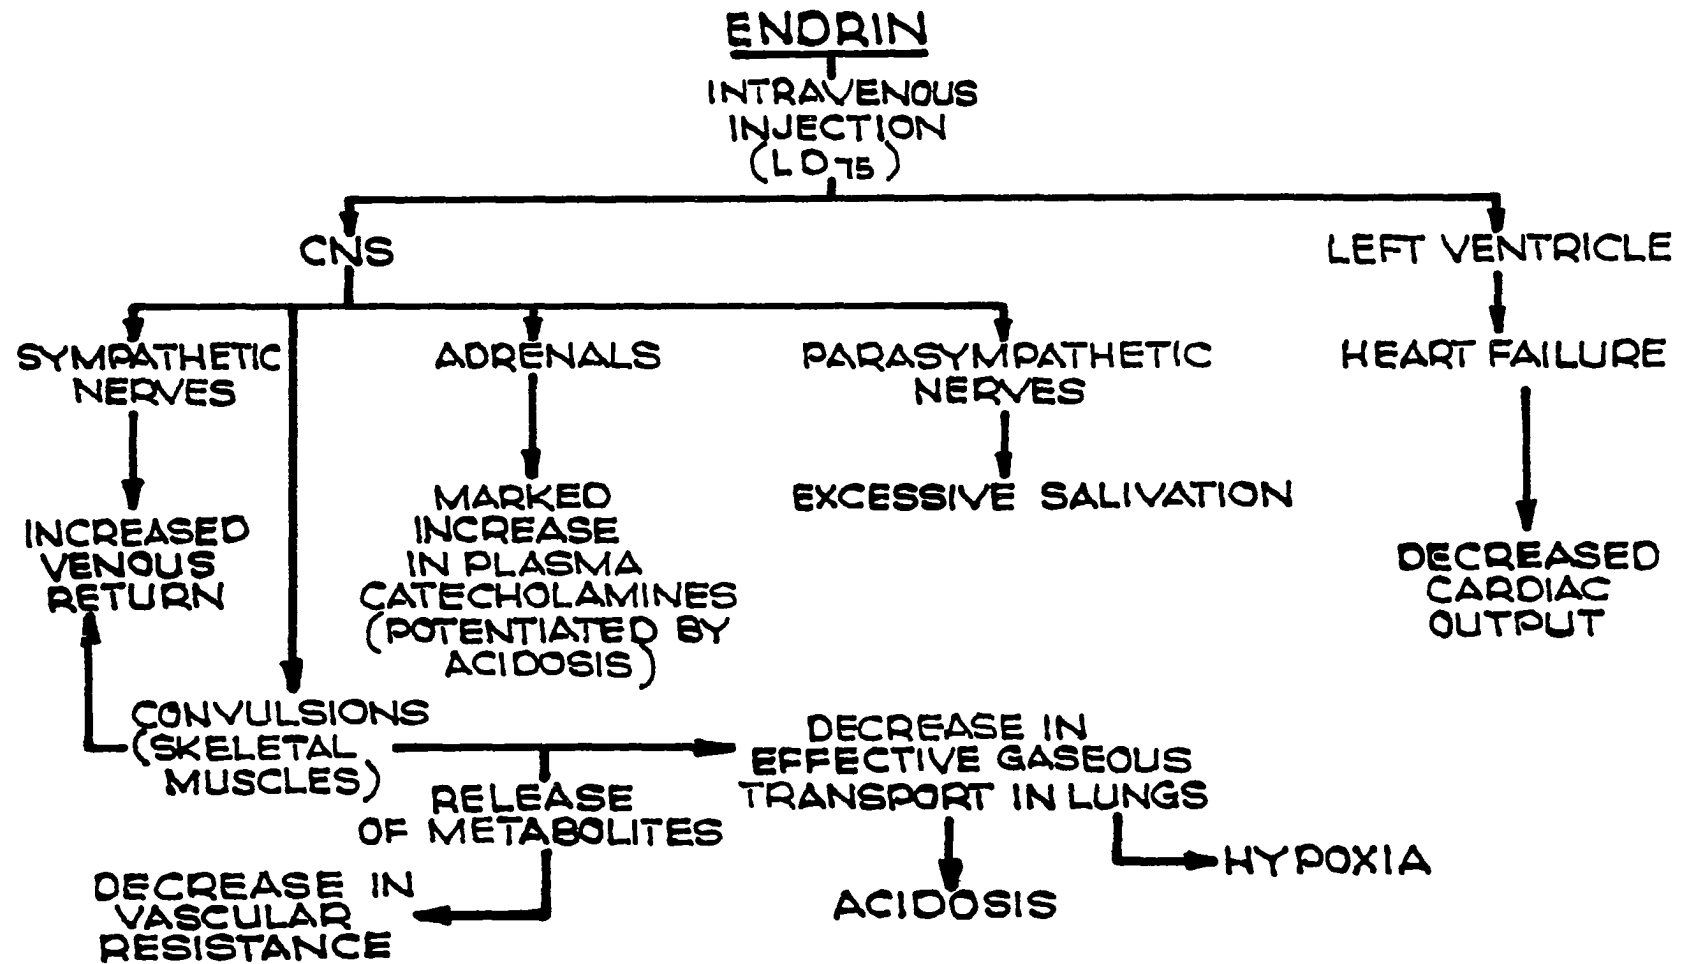 ENDRIN
INTRAVENOUS
INJECTION
(LD75)
CNS
LEFT VENTRICLE
SYMPATHETIC
NERVES
ADRENALS
PARASYMPATHETIC
NERVES
HEART FAILURE
INCREASED
VENOUS
RETURN
MARKED
INCREASE
IN PLASMA
CATECHOLAMINES
(POTENTIATED BY
ACIDOSIS)
EXCESSIVE SALIVATION
DECREASED
CARDIAC
OUTPUT
CONVULSIONS
(SKELETAL
MUSCLES)
RELEASE
OF METABOLITES
DECREASE IN
EFFECTIVE GASEOUS
TRANSPORT IN LUNGS
HYPOXIA
ACIDOSIS
DECREASE IN
VASCULAR
RESISTANCE